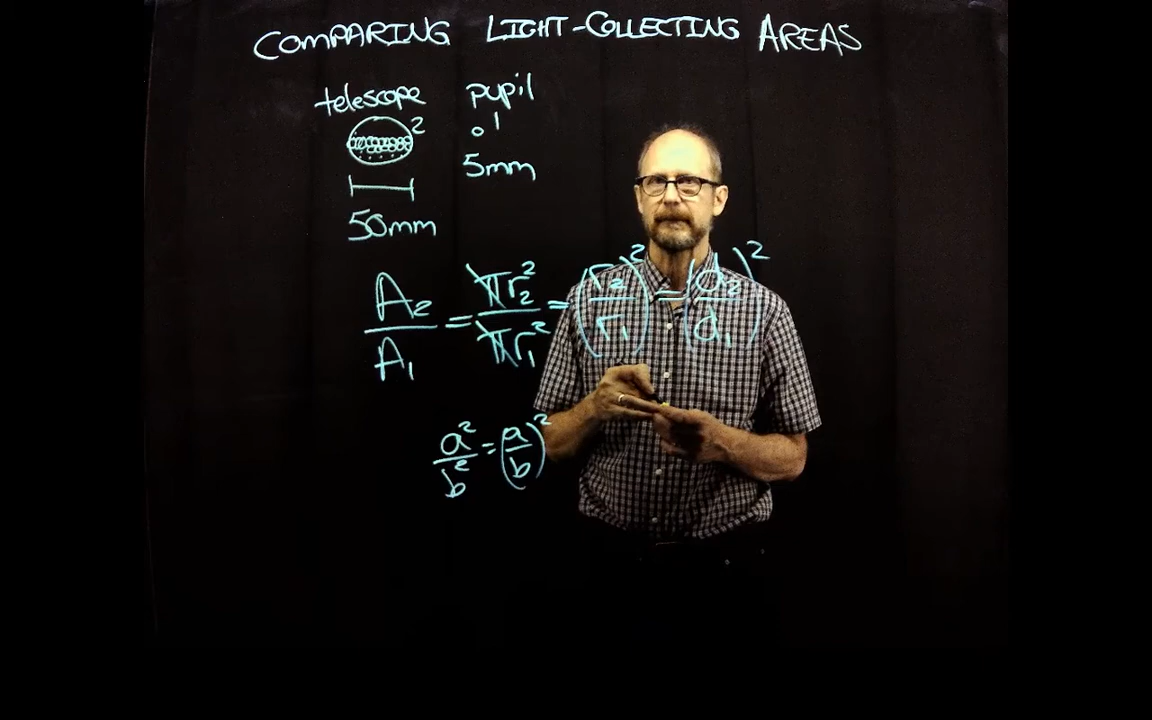 COMPARING LIGHT-COLLECTING AREAS
telescope pupil
2 1
50mm 5mm
A₂/A₁ = πr₂²/πr₁² = (r₂/r₁)² = (d₂/d₁)²
a²/b² = (a/b)²